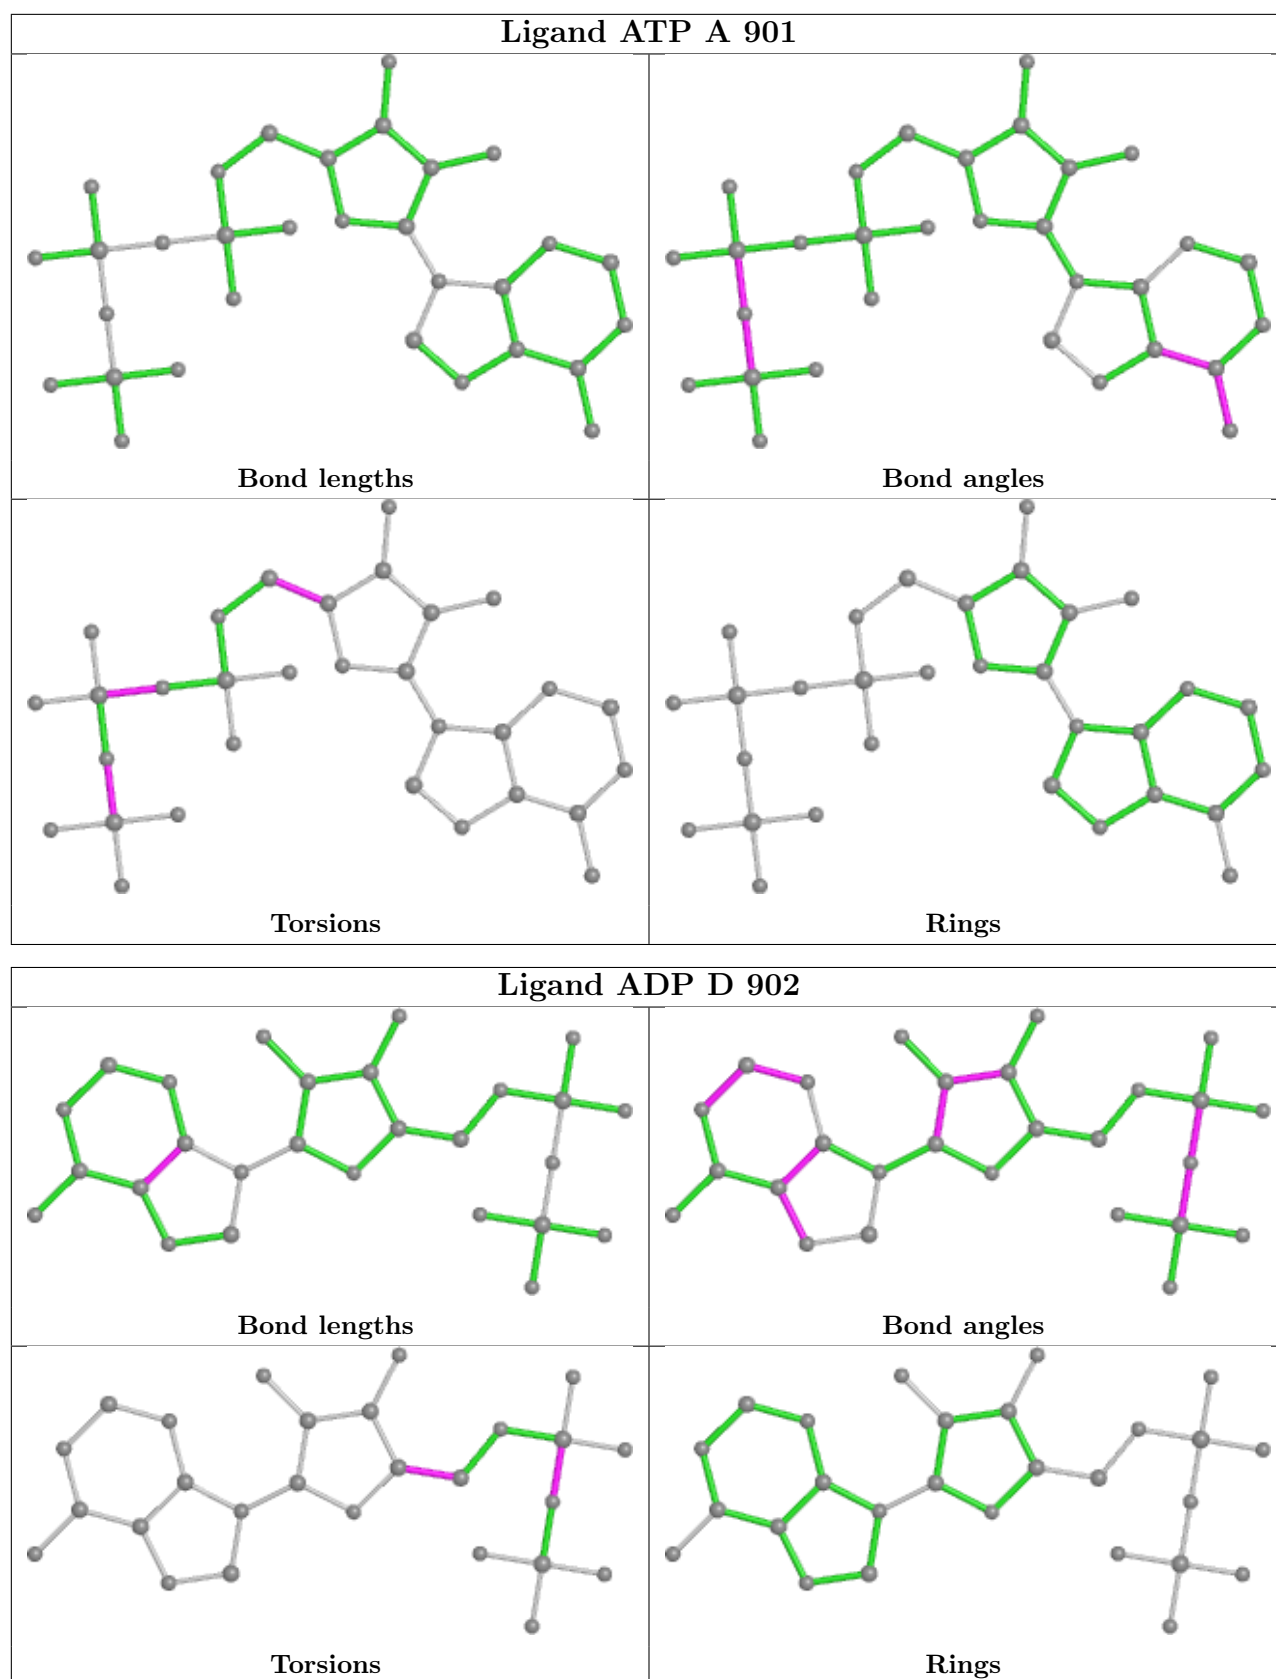 Ligand ATP A 901
Bond lengths
Bond angles
Torsions
Rings
Ligand ADP D 902
Bond lengths
Bond angles
Torsions
Rings